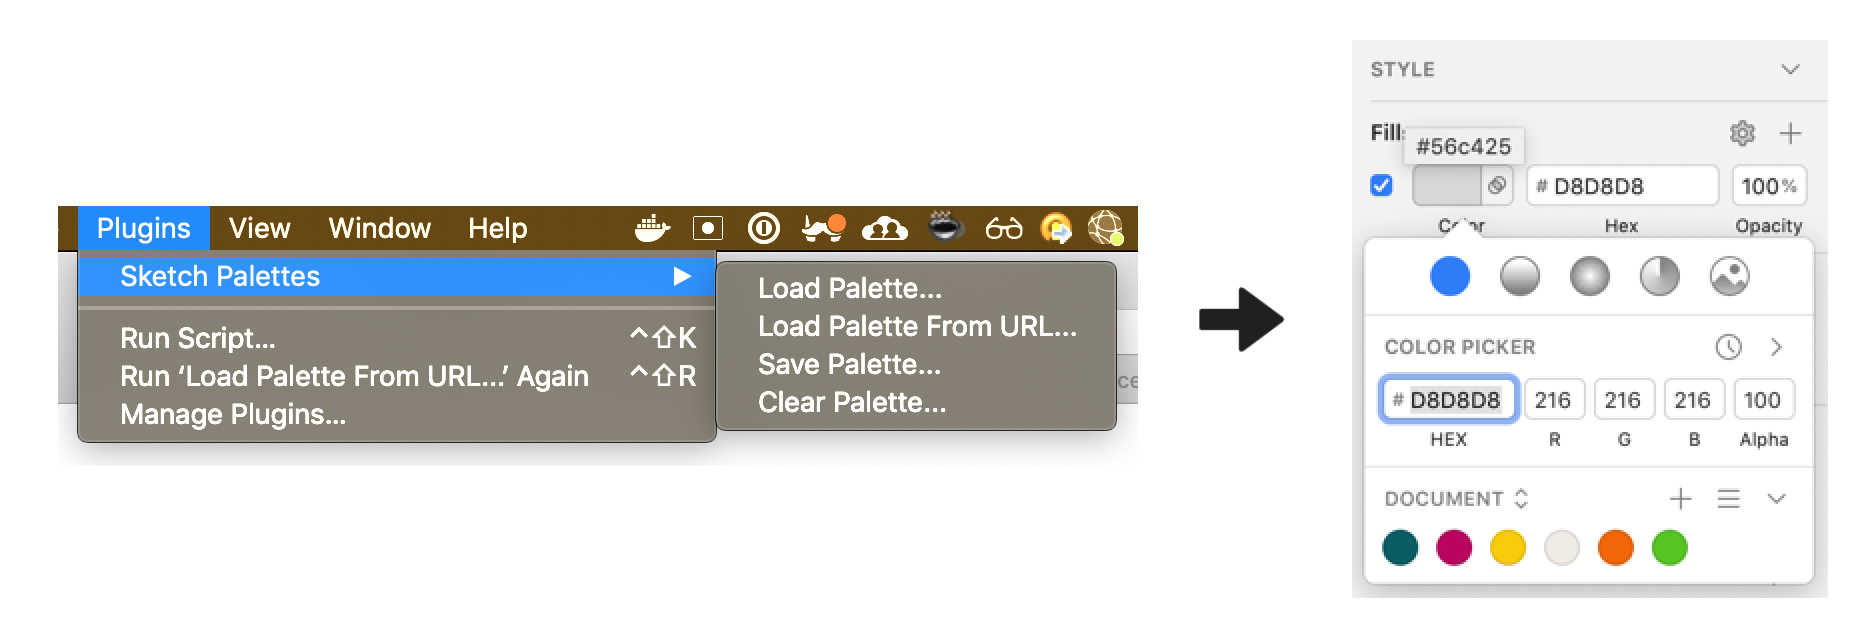 Plugins View Window Help
Sketch Palettes
Run Script... ^⇧K
Run ‘Load Palette From URL...’ Again ^⇧R
Manage Plugins...
Load Palette...
Load Palette From URL...
Save Palette...
Clear Palette...
ce
STYLE
Fill
#56c425
# D8D8D8 100%
Hex Opacity
COLOR PICKER
# D8D8D8 216 216 216 100
HEX R G B Alpha
DOCUMENT